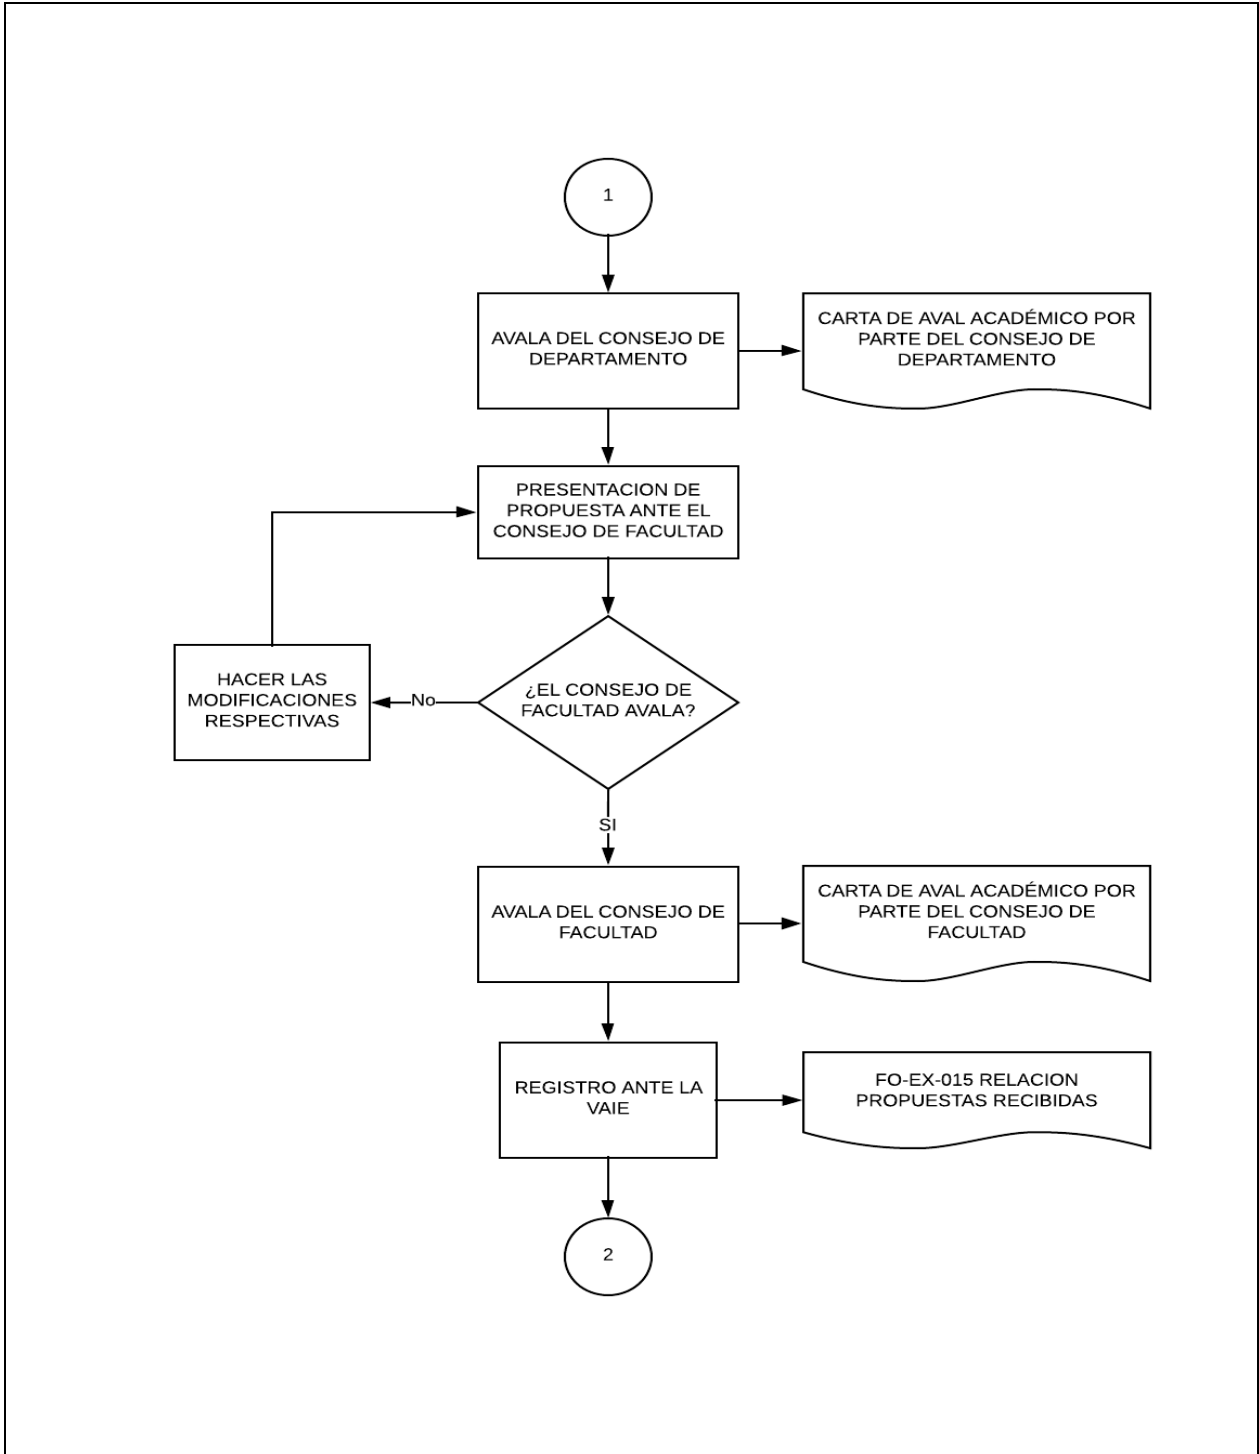 1
AVALA DEL CONSEJO DE
DEPARTAMENTO
CARTA DE AVAL ACADÉMICO POR
PARTE DEL CONSEJO DE
DEPARTAMENTO
PRESENTACION DE
PROPUESTA ANTE EL
CONSEJO DE FACULTAD
HACER LAS
MODIFICACIONES
RESPECTIVAS
No
¿EL CONSEJO DE
FACULTAD AVALA?
SI
AVALA DEL CONSEJO DE
FACULTAD
CARTA DE AVAL ACADÉMICO POR
PARTE DEL CONSEJO DE
FACULTAD
REGISTRO ANTE LA
VAIE
FO-EX-015 RELACION
PROPUESTAS RECIBIDAS
2